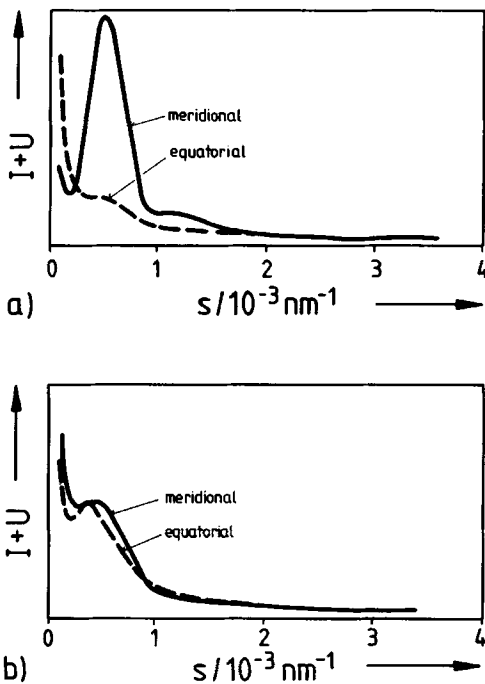 I+U
meridional
equatorial
0 1 2 3 4
a) s/10⁻³ nm⁻¹
I+U
meridional
equatorial
0 1 2 3 4
b) s/10⁻³ nm⁻¹